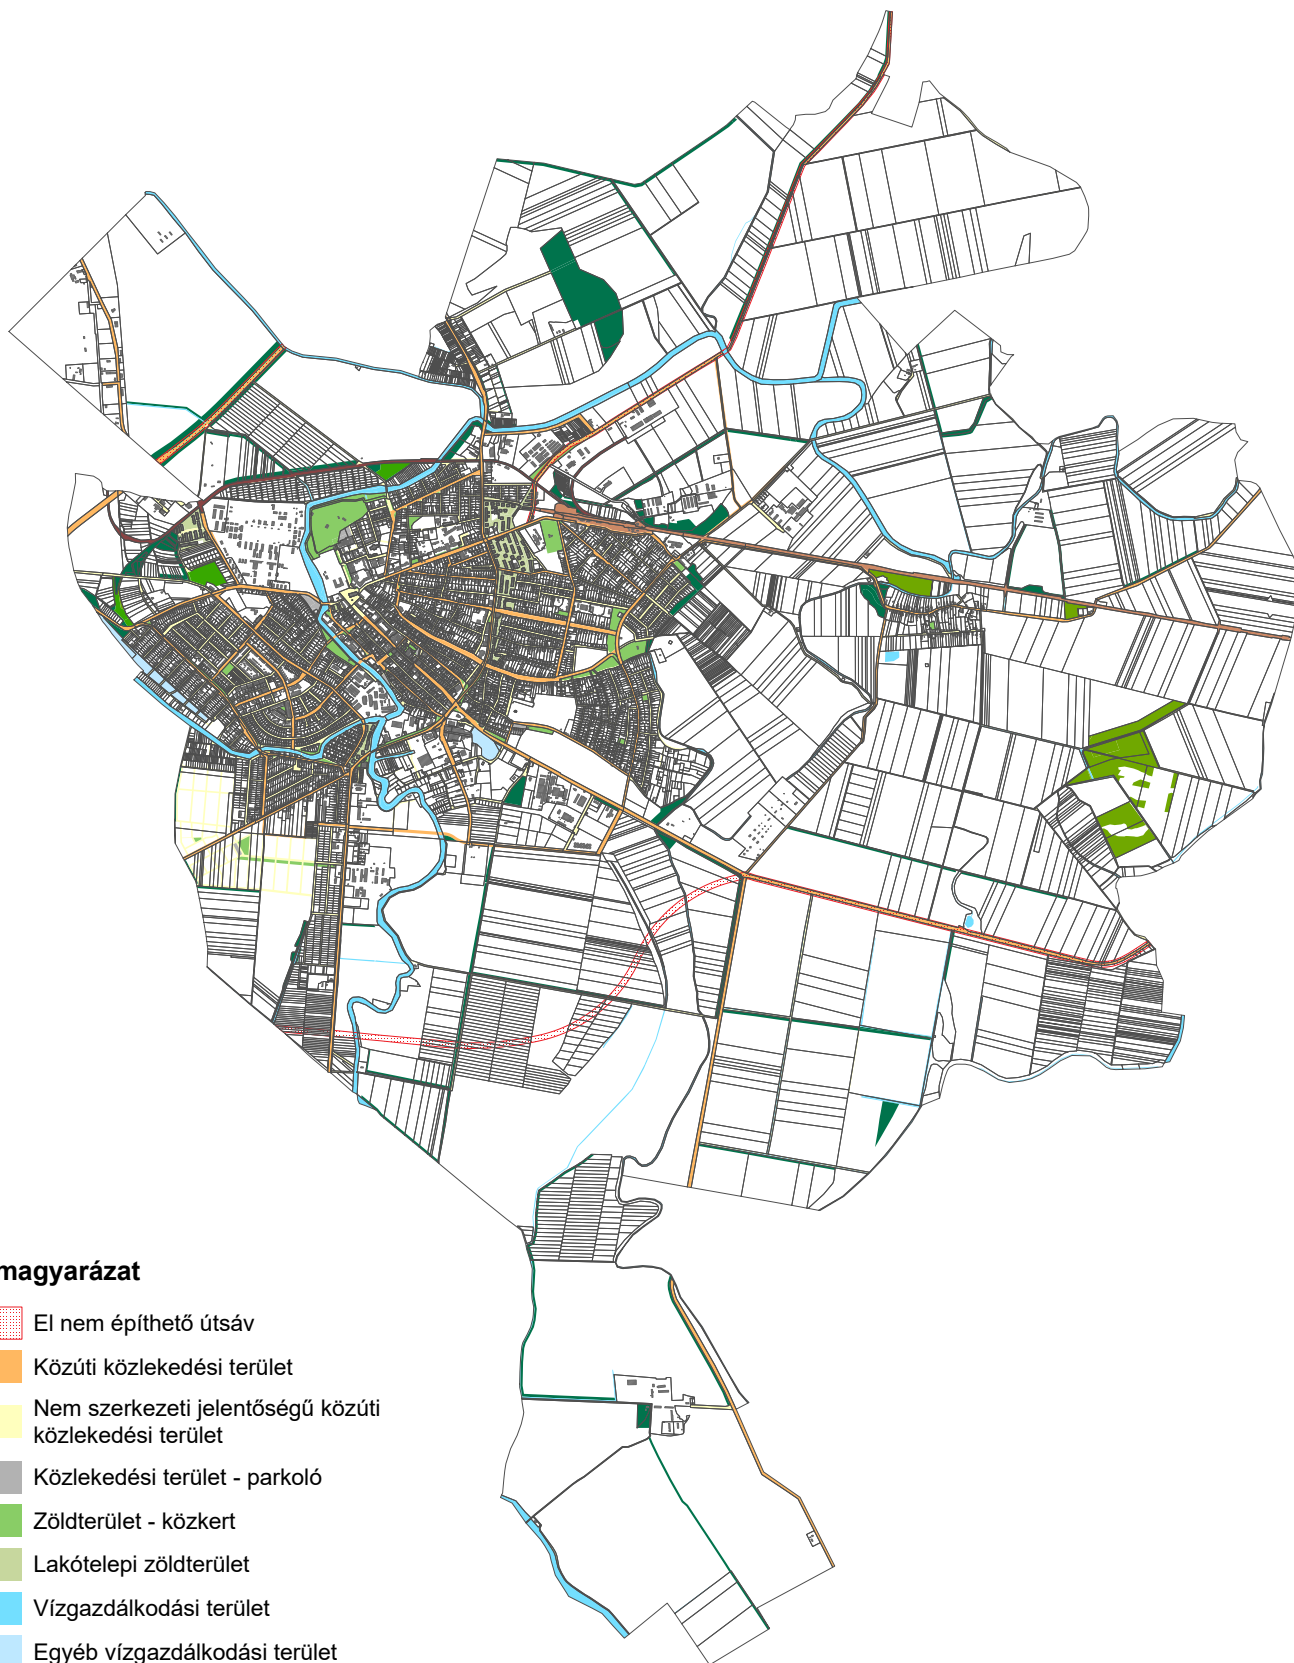 magyarázat
El nem építhető útsáv
Közúti közlekedési terület
Nem szerkezeti jelentőségű közúti
közlekedési terület
Közlekedési terület - parkoló
Zöldterület - közkert
Lakótelepi zöldterület
Vízgazdálkodási terület
Egyéb vízgazdálkodási terület